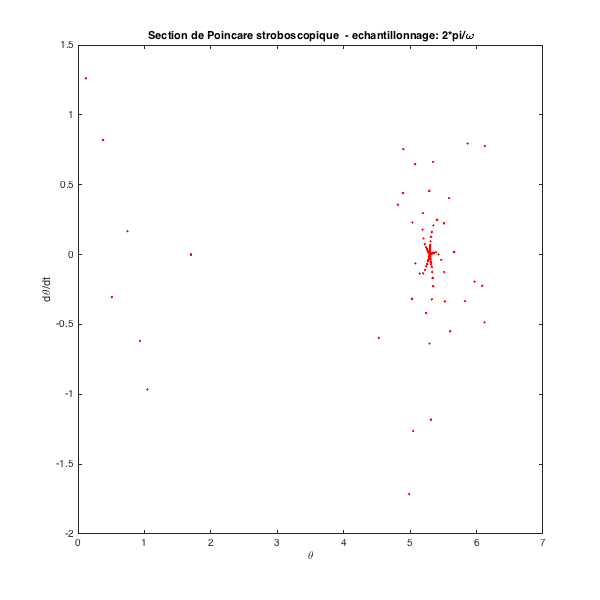 Section de Poincare stroboscopique - echantillonnage: 2*pi/ω
1.5
1
0.5
0
-0.5
-1
-1.5
-2
dθ/dt
0 1 2 3 4 5 6 7
θ